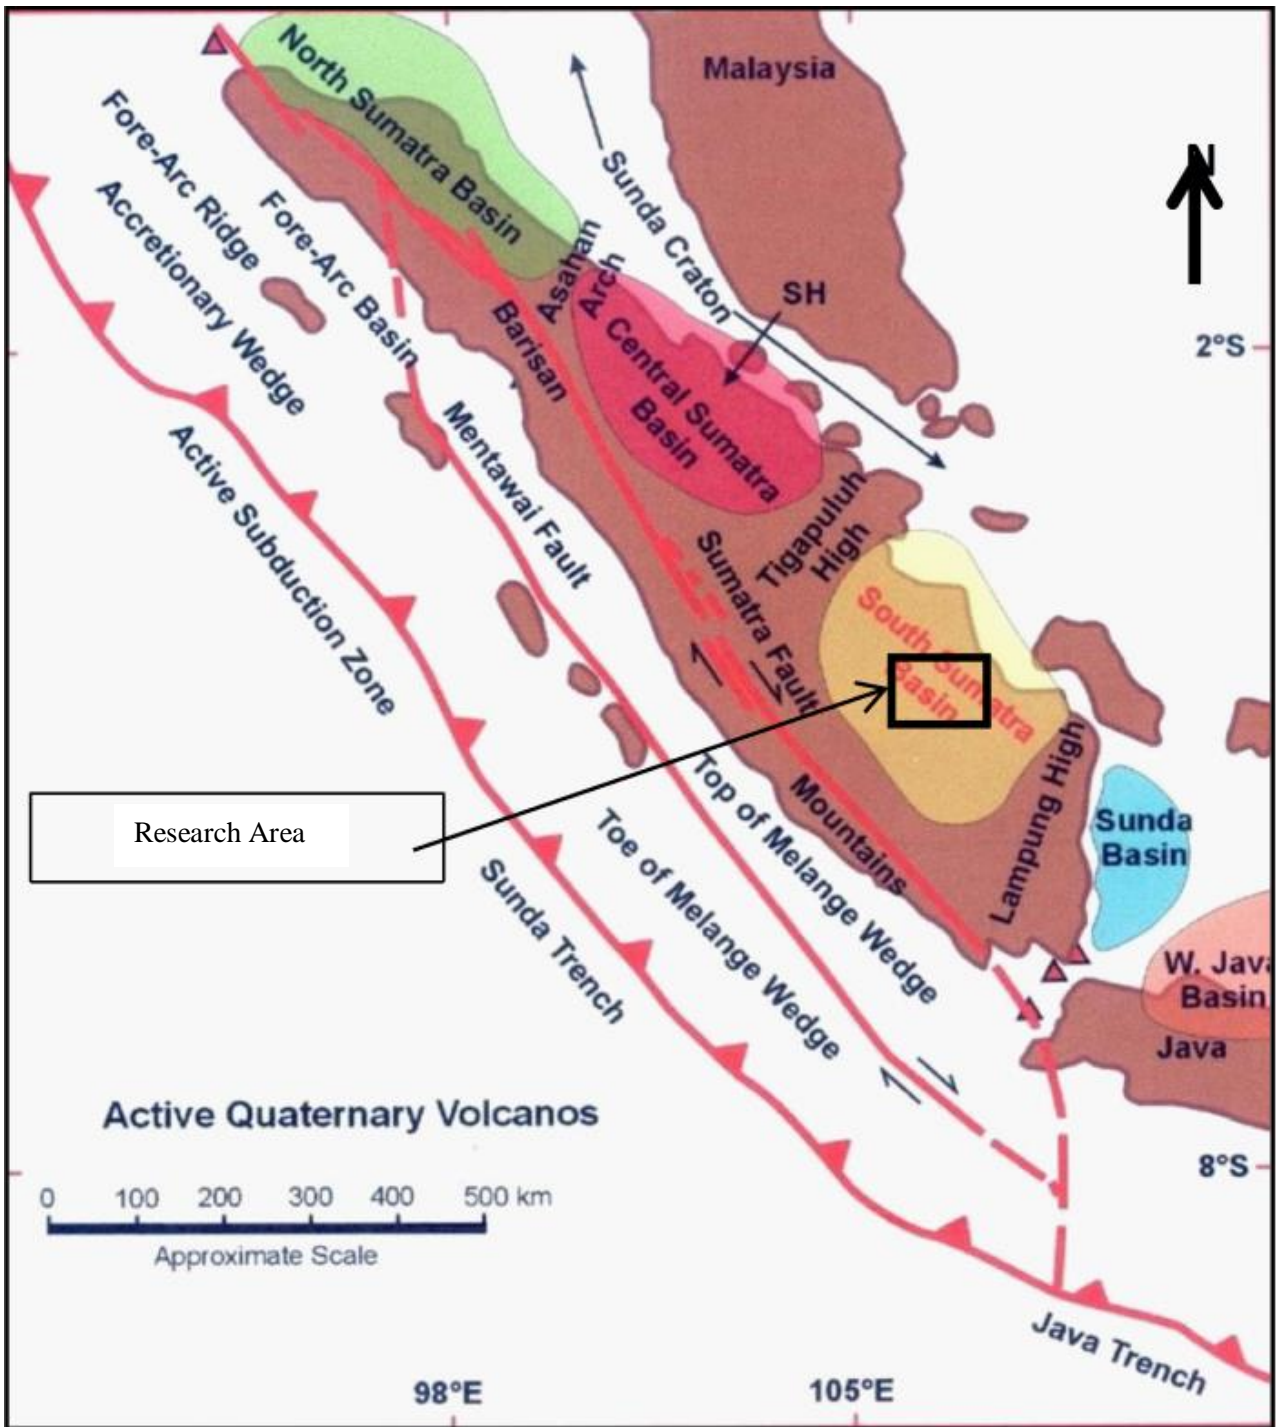 North Sumatra Basin
Malaysia
N
Fore-Arc Ridge
Accretionary Wedge
Fore-Arc Basin
Sunda Craton
Asahan
Arch
SH
2°S
Barisan
Central Sumatra
Basin
Mentawai Fault
Active Subduction Zone
Tigapuluh
High
Sumatra Fault
South Sumatra
Basin
Research Area
Top of Melange Wedge
Toe of Melange Wedge
Mountains
Lampung High
Sunda
Basin
Sunda Trench
W. Java
Basin
Java
Active Quaternary Volcanos
8°S
0 100 200 300 400 500 km
Approximate Scale
Java Trench
98°E
105°E